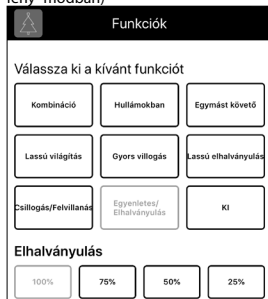 Funkciók
Válassza ki a kívánt funkciót
Kombináció
Hullámokban
Egymást követő
Lassú világítás
Gyors villogás
Lassú elhalványulás
Csillogás/Felvillanás
Egyenletes/
Elhalványulás
KI
Elhalványulás
100%
75%
50%
25%